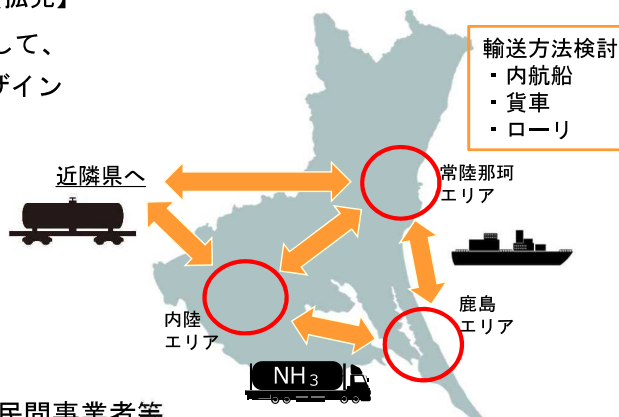 して、
ザイン
輸送方法検討
・内航船
・貨車
・ローリ
近隣県へ
常陸那珂
エリア
内陸
エリア
鹿島
エリア
NH₃
民間事業者等